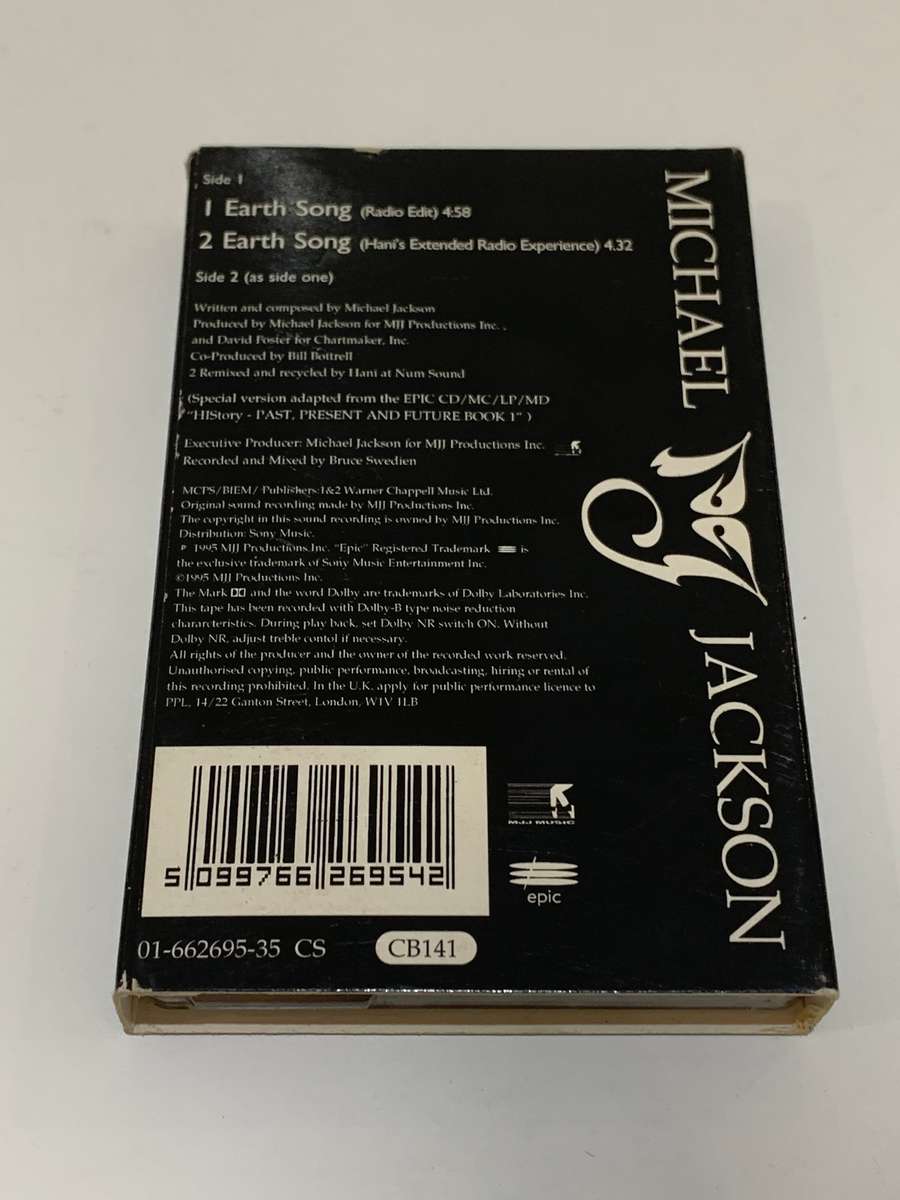 Side 1
1 Earth Song (Radio Edit) 4:58
2 Earth Song (Hani's Extended Radio Experience) 4.32
Side 2 (as side one)
Written and composed by Michael Jackson
Produced by Michael Jackson for MJJ Productions Inc.
and David Foster for Chartmaker, Inc.
Co-Produced by Bill Bottrell
2 Remixed and recycled by Hani at Num Sound
(Special version adapted from the EPIC CD/MC/LP/MD
"HIStory - PAST, PRESENT AND FUTURE BOOK 1" )
Executive Producer: Michael Jackson for MJJ Productions Inc.
Recorded and Mixed by Bruce Swedien
MCPS/BIEM/ Publishers:1&2 Warner Chappell Music Ltd.
Original sound recording made by MJJ Productions Inc.
The copyright in this sound recording is owned by MJJ Productions Inc.
Distribution: Sony Music.
℗ 1995 MJJ Productions Inc. "Epic" Registered Trademark is
the exclusive trademark of Sony Music Entertainment Inc.
©1995 MJJ Productions Inc.
The Mark and the word Dolby are trademarks of Dolby Laboratories Inc.
This tape has been recorded with Dolby-B type noise reduction
chararcteristics. During play back, set Dolby NR switch ON. Without
Dolby NR, adjust treble contol if necessary.
All rights of the producer and the owner of the recorded work reserved.
Unauthorised copying, public performance, broadcasting, hiring or rental of
this recording prohibited. In the U.K. apply for public performance licence to
PPL, 14/22 Ganton Street, London, W1V 1LB
MICHAEL
JACKSON
MJJ MUSIC
epic
5 099766 269542
01-662695-35 CS
CB141